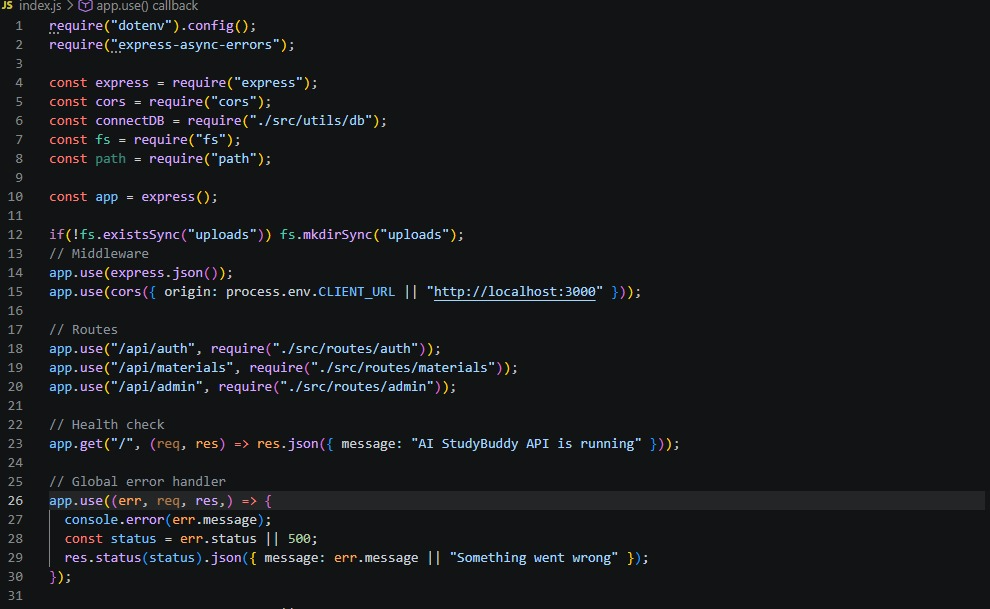 JS index.js > app.use() callback
1 require("dotenv").config();
2 require("express-async-errors");
3
4 const express = require("express");
5 const cors = require("cors");
6 const connectDB = require("./src/utils/db");
7 const fs = require("fs");
8 const path = require("path");
9
10 const app = express();
11
12 if(!fs.existsSync("uploads")) fs.mkdirSync("uploads");
13 // Middleware
14 app.use(express.json());
15 app.use(cors({ origin: process.env.CLIENT_URL || "http://localhost:3000" }));
16
17 // Routes
18 app.use("/api/auth", require("./src/routes/auth"));
19 app.use("/api/materials", require("./src/routes/materials"));
20 app.use("/api/admin", require("./src/routes/admin"));
21
22 // Health check
23 app.get("/", (req, res) => res.json({ message: "AI StudyBuddy API is running" }));
24
25 // Global error handler
26 app.use((err, req, res,) => {
27   console.error(err.message);
28   const status = err.status || 500;
29   res.status(status).json({ message: err.message || "Something went wrong" });
30 });
31